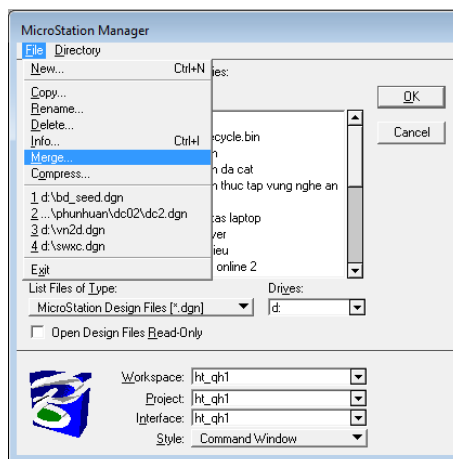 MicroStation Manager
File Directory
New... Ctrl+N
ies:
Copy...
Rename...
Delete...
Info... Ctrl+I
Merge...
Compress...
1 d:\bd_seed.dgn
2 ...\phunhuan\dc02\dc2.dgn
3 d:\vn2d.dgn
4 d:\swxc.dgn
Exit
OK
Cancel
ecycle.bin
n da cat
n thuc tap vung nghe an
as laptop
ver
ieu
online 2
List Files of Type: Drives:
MicroStation Design Files [*.dgn] d:
Open Design Files Read-Only
Workspace: ht_qh1
Project: ht_qh1
Interface: ht_qh1
Style: Command Window